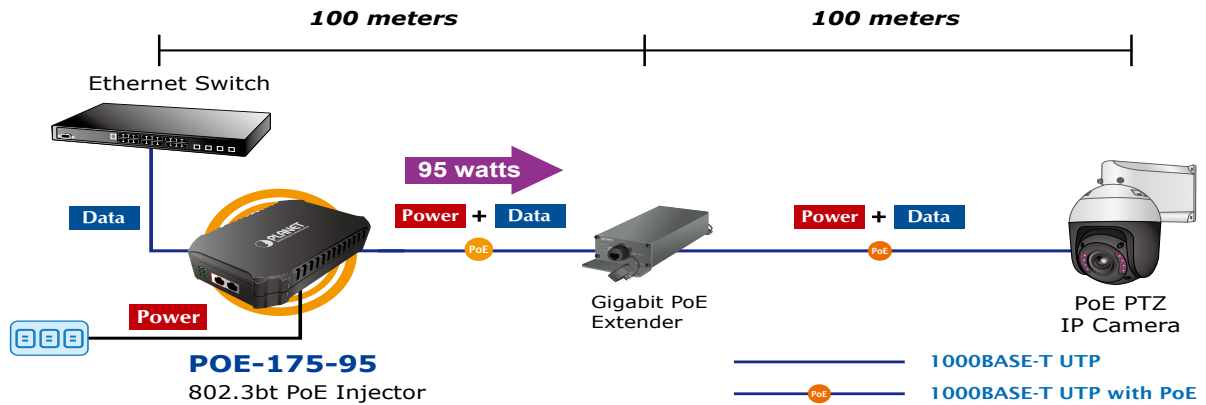 100 meters
100 meters
Ethernet Switch
95 watts
Data
Power + Data
Power + Data
PLANET
PoE
PoE
Gigabit PoE
Extender
PoE PTZ
IP Camera
Power
POE-175-95
802.3bt PoE Injector
1000BASE-T UTP
PoE
1000BASE-T UTP with PoE